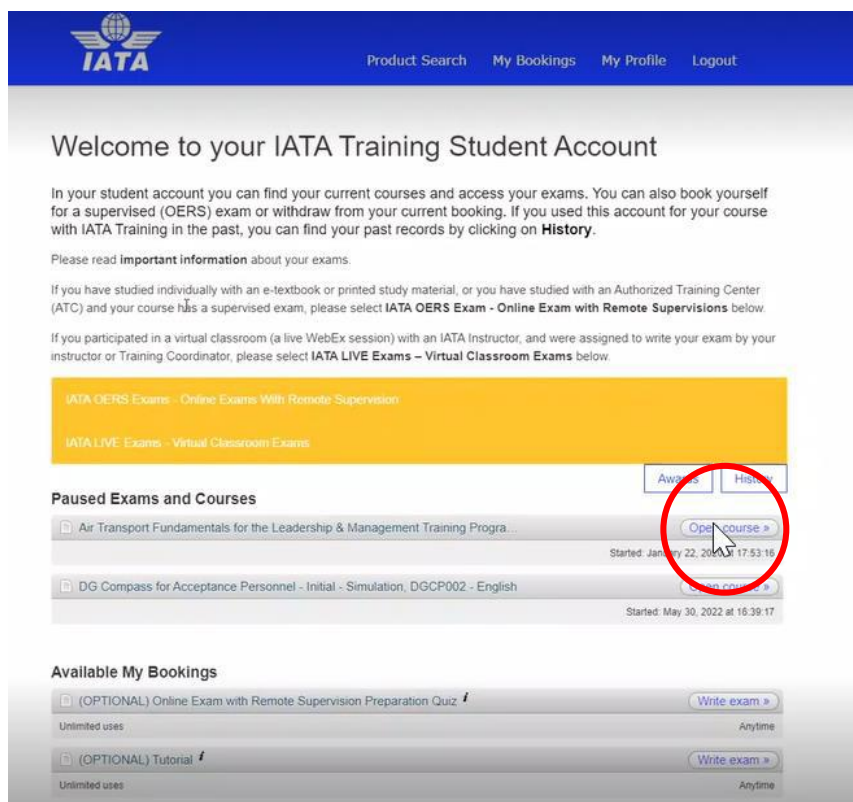 IATA
Product Search My Bookings My Profile Logout
Welcome to your IATA Training Student Account
In your student account you can find your current courses and access your exams. You can also book yourself
for a supervised (OERS) exam or withdraw from your current booking. If you used this account for your course
with IATA Training in the past, you can find your past records by clicking on History.
Please read important information about your exams.
If you have studied individually with an e-textbook or printed study material, or you have studied with an Authorized Training Center
(ATC) and your course has a supervised exam, please select IATA OERS Exam - Online Exam with Remote Supervisions below.
If you participated in a virtual classroom (a live WebEx session) with an IATA Instructor, and were assigned to write your exam by your
instructor or Training Coordinator, please select IATA LIVE Exams – Virtual Classroom Exams below.
IATA OERS Exams - Online Exams With Remote Supervision
IATA LIVE Exams - Virtual Classroom Exams
Awards History
Paused Exams and Courses
Air Transport Fundamentals for the Leadership & Management Training Progra... Open course »
Started: January 22, at 17:53:16
DG Compass for Acceptance Personnel - Initial - Simulation, DGCP002 - English Open course »
Started: May 30, 2022 at 16:39:17
Available My Bookings
(OPTIONAL) Online Exam with Remote Supervision Preparation Quiz i Write exam »
Unlimited uses Anytime
(OPTIONAL) Tutorial i Write exam »
Unlimited uses Anytime